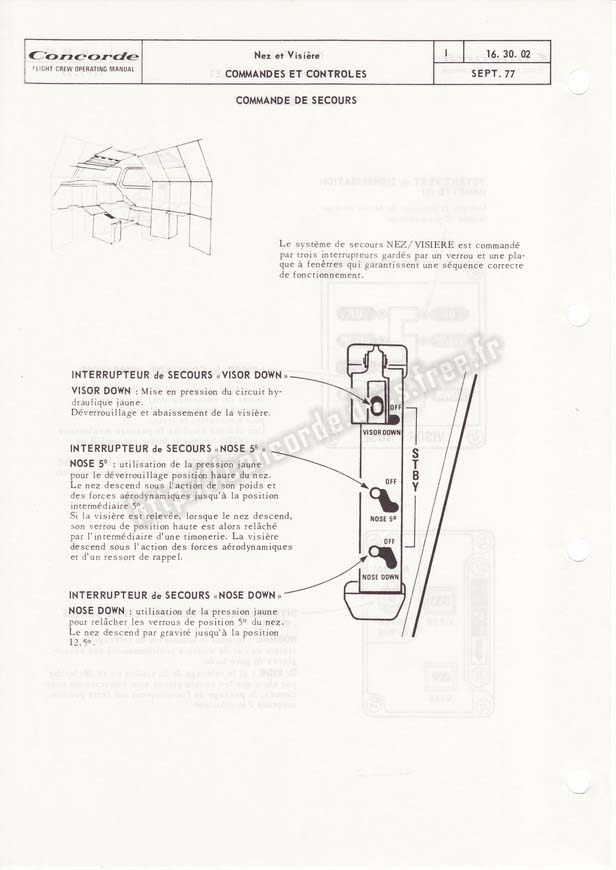 Concorde
FLIGHT CREW OPERATING MANUAL
Nez et Visière
COMMANDES ET CONTROLES
I
16. 30. 02
SEPT. 77
COMMANDE DE SECOURS
Le système de secours NEZ/VISIERE est commandé
par trois interrupteurs gardés par un verrou et une pla-
que à fenêtres qui garantissent une séquence correcte
de fonctionnement.
INTERRUPTEUR de SECOURS «VISOR DOWN»
VISOR DOWN : Mise en pression du circuit hy-
draulique jaune.
Déverrouillage et abaissement de la visière.
INTERRUPTEUR de SECOURS «NOSE 5°»
NOSE 5° : utilisation de la pression jaune
pour le déverrouillage position haute du nez.
Le nez descend sous l'action de son poids et
des forces aérodynamiques jusqu'à la position
intermédiaire 5°.
Si la visière est relevée, lorsque le nez descend,
son verrou de position haute est alors relâché
par l'intermédiaire d'une timonerie. La visière
descend sous l'action des forces aérodynamiques
et d'un ressort de rappel.
INTERRUPTEUR de SECOURS «NOSE DOWN»
NOSE DOWN : utilisation de la pression jaune
pour relâcher les verrous de position 5° du nez.
Le nez descend par gravité jusqu'à la position
12,5°.
OFF
VISOR DOWN
OFF
NOSE 5°
OFF
NOSE DOWN
STBY